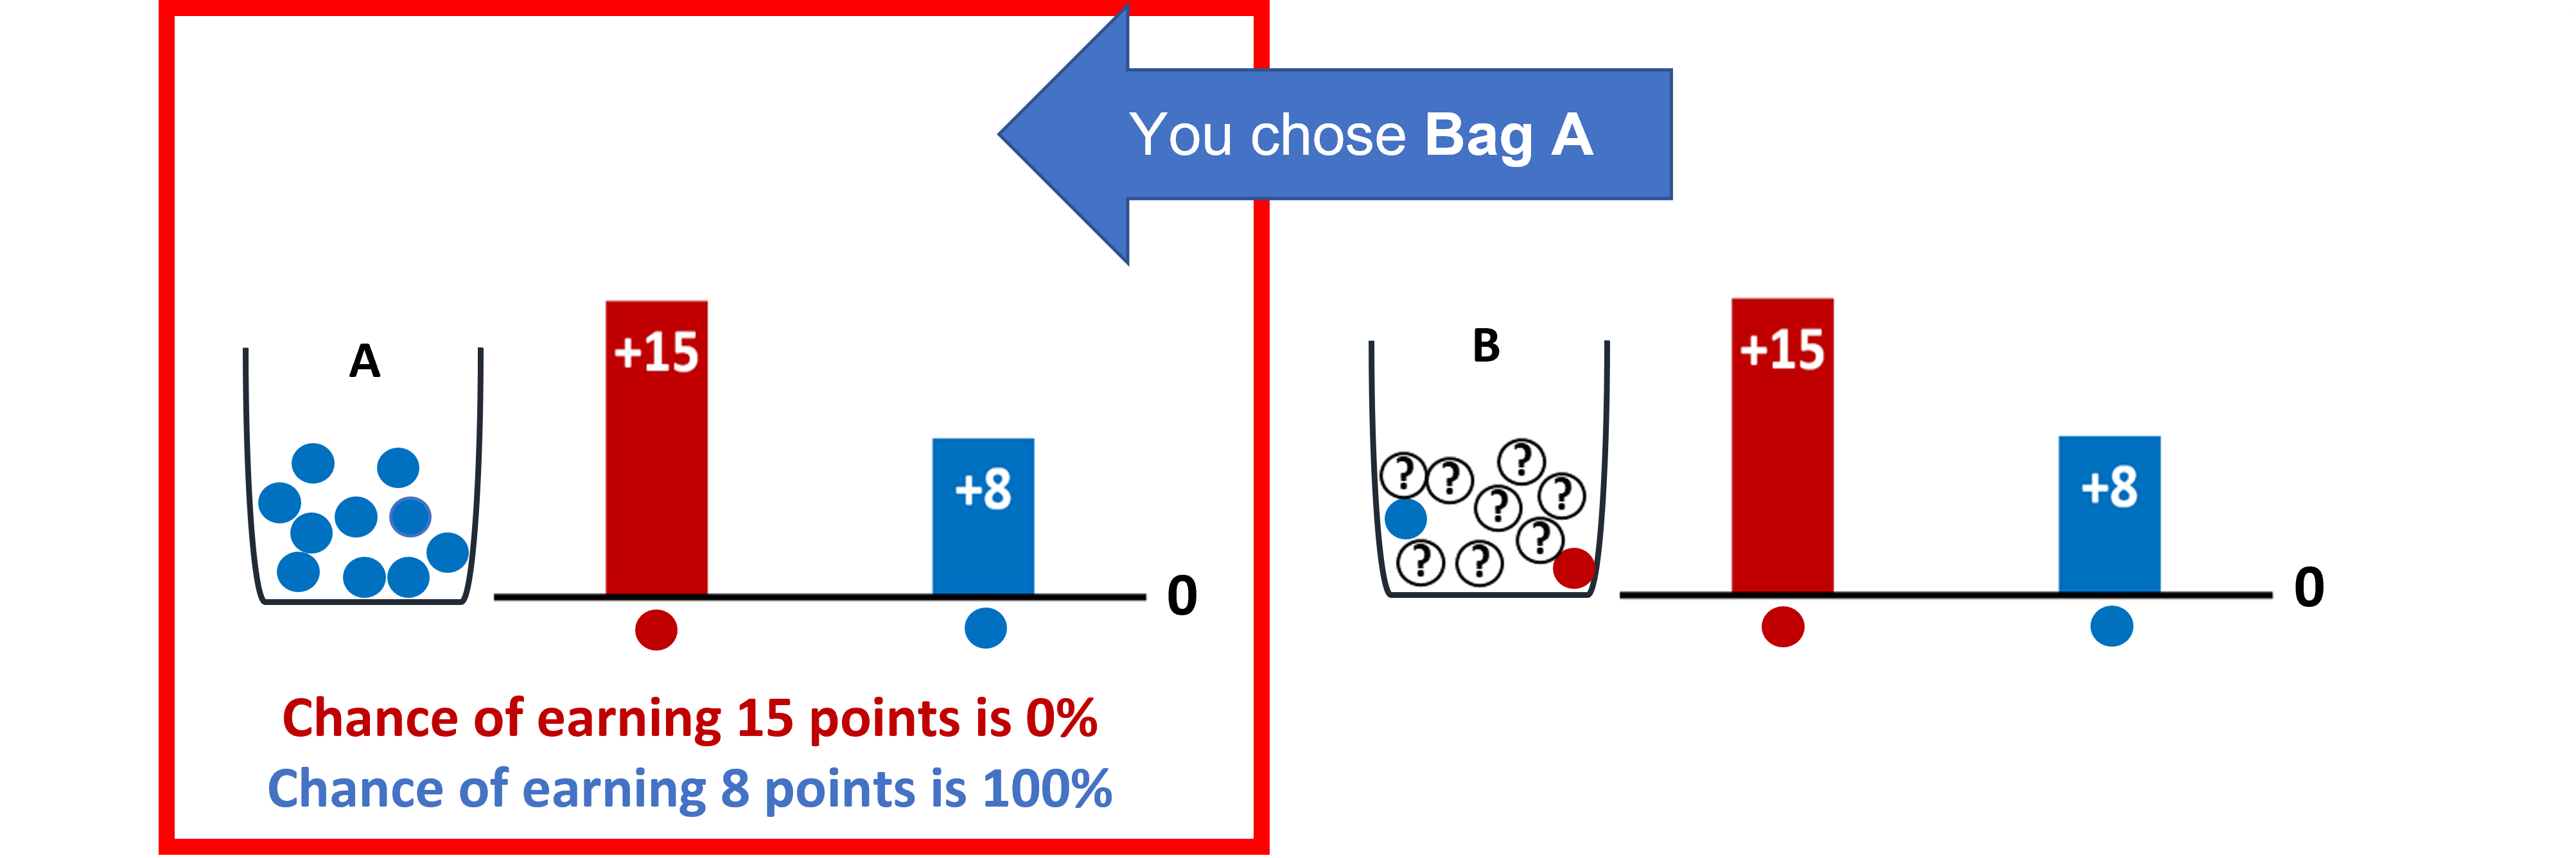 You chose Bag A
A
+15
+8
0
Chance of earning 15 points is 0%
Chance of earning 8 points is 100%
B
? ? ? ? ? ? ? ?
+15
+8
0